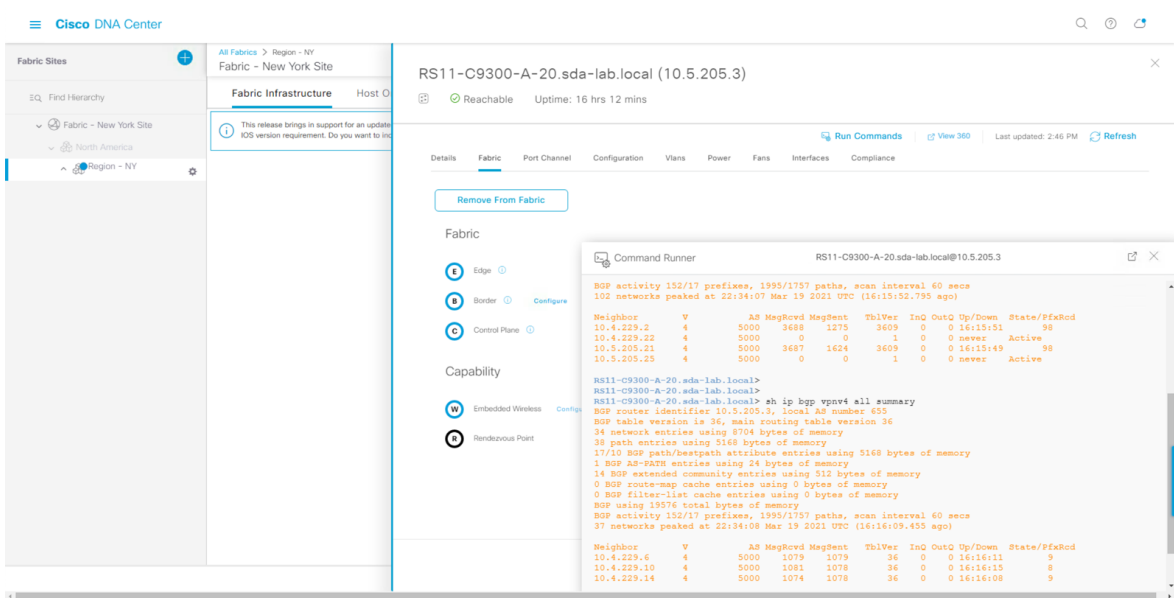 Cisco DNA Center
Fabric Sites
Find Hierarchy
Fabric - New York Site
North America
Region - NY
All Fabrics > Region - NY
Fabric - New York Site
Fabric Infrastructure Host O
This release brings in support for an update
IOS version requirement. Do you want to inc
RS11-C9300-A-20.sda-lab.local (10.5.205.3)
Reachable Uptime: 16 hrs 12 mins
Run Commands View 360 Last updated: 2:46 PM Refresh
Details Fabric Port Channel Configuration Vlans Power Fans Interfaces Compliance
Remove From Fabric
Fabric
E Edge
B Border Configure
C Control Plane
Capability
W Embedded Wireless Configu
R Rendezvous Point
Command Runner RS11-C9300-A-20.sda-lab.local@10.5.205.3
BGP activity 152/17 prefixes, 1995/1757 paths, scan interval 60 secs
102 networks peaked at 22:34:07 Mar 19 2021 UTC (16:15:52.795 ago)
Neighbor V AS MsgRcvd MsgSent TblVer InQ OutQ Up/Down State/PfxRcd
10.4.229.2 4 5000 3688 1275 3609 0 0 16:15:51 98
10.4.229.22 4 5000 0 0 1 0 0 never Active
10.5.205.21 4 5000 3687 1624 3609 0 0 16:15:49 98
10.5.205.25 4 5000 0 0 1 0 0 never Active
RS11-C9300-A-20.sda-lab.local>
RS11-C9300-A-20.sda-lab.local>
RS11-C9300-A-20.sda-lab.local> sh ip bgp vpnv4 all summary
BGP router identifier 10.5.205.3, local AS number 655
BGP table version is 36, main routing table version 36
34 network entries using 8704 bytes of memory
38 path entries using 5168 bytes of memory
17/10 BGP path/bestpath attribute entries using 5168 bytes of memory
1 BGP AS-PATH entries using 24 bytes of memory
14 BGP extended community entries using 512 bytes of memory
0 BGP route-map cache entries using 0 bytes of memory
0 BGP filter-list cache entries using 0 bytes of memory
BGP using 19576 total bytes of memory
BGP activity 152/17 prefixes, 1995/1757 paths, scan interval 60 secs
37 networks peaked at 22:34:08 Mar 19 2021 UTC (16:16:09.455 ago)
Neighbor V AS MsgRcvd MsgSent TblVer InQ OutQ Up/Down State/PfxRcd
10.4.229.6 4 5000 1079 1079 36 0 0 16:16:11 9
10.4.229.10 4 5000 1081 1078 36 0 0 16:16:15 8
10.4.229.14 4 5000 1074 1078 36 0 0 16:16:08 9